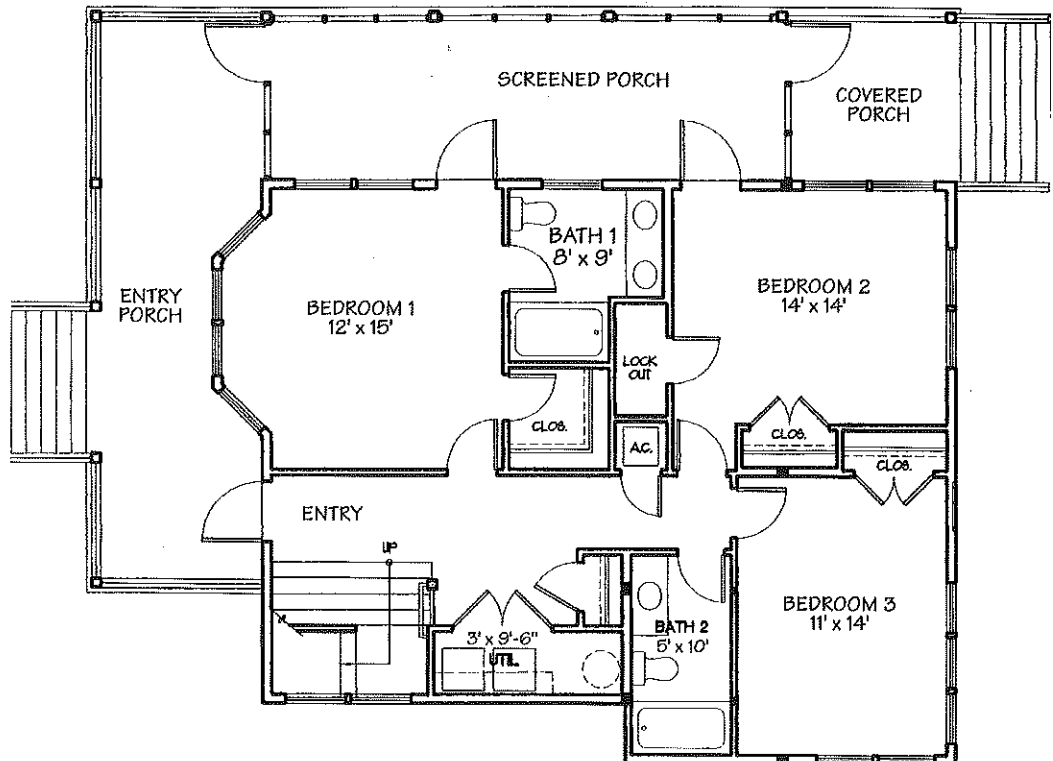 SCREENED PORCH
COVERED
PORCH
BATH 1
8' x 9'
ENTRY
PORCH
BEDROOM 1
12' x 15'
BEDROOM 2
14' x 14'
LOCK
OUT
CLOS.
A.C.
CLOS.
CLOS.
ENTRY
UP
BEDROOM 3
11' x 14'
3' x 9'-6"
UTIL.
BATH 2
5' x 10'